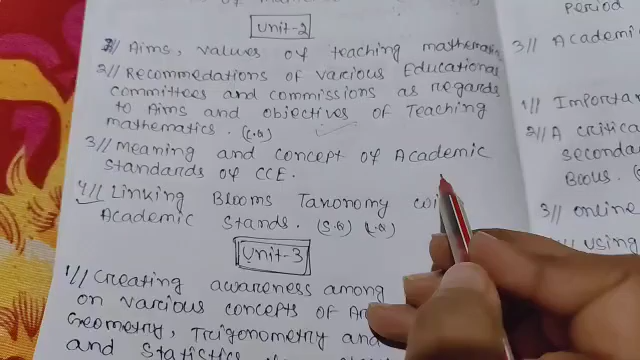 Unit-2
1// Aims, values of teaching mathematics
2// Recommedations of various Educational
committees and commissions as regards
to Aims and objectives of Teaching
mathematics. (L.Q)
3// Meaning and concept of Academic
Standards of CCE.
4// Linking Blooms Taxonomy
Academic Stands. (S.Q) (L.Q)
Unit-3
1// Creating awareness among
on various concepts of
Geometry, Trigonometry and
and Statistics
Period
3// Academi
1// Importan
2// A critica
seconda
Books.
3// online
using